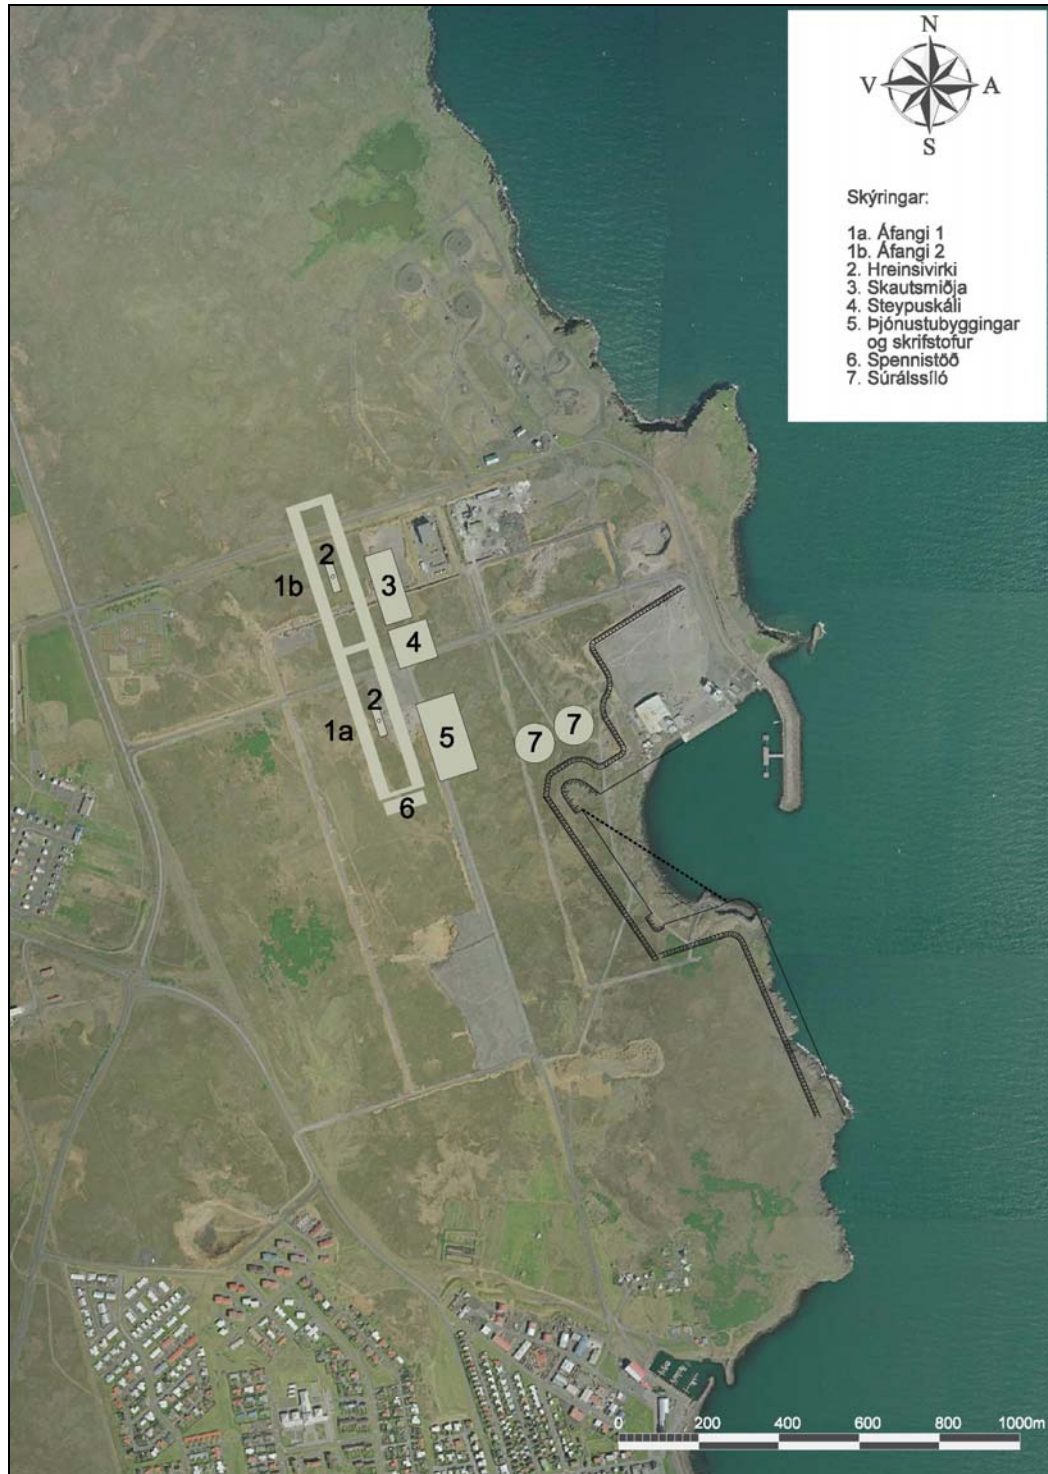 N
V A
S
Skýringar:
1a. Áfangi 1
1b. Áfangi 2
2. Hreinsivirki
3. Skautsmiðja
4. Steypuskáli
5. Þjónustubyggingar
og skrifstofur
6. Spennistöð
7. Súrálssíló
2
1b
3
4
2
1a
5
7
7
6
0 200 400 600 800 1000m